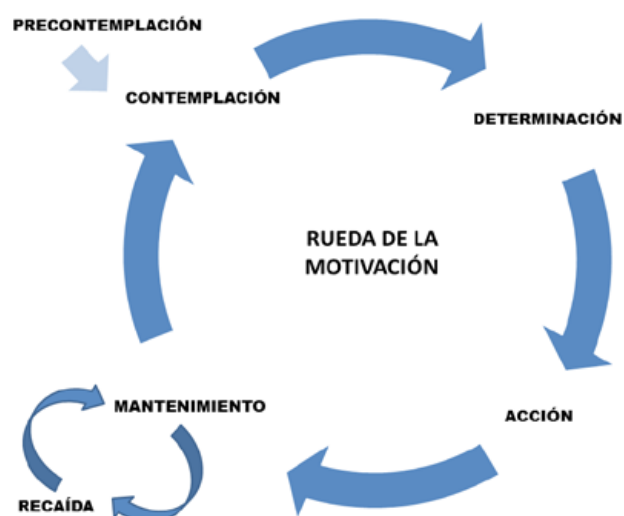 PRECONTEMPLACIÓN
CONTEMPLACIÓN
DETERMINACIÓN
RUEDA DE LA
MOTIVACIÓN
MANTENIMIENTO
ACCIÓN
RECAÍDA